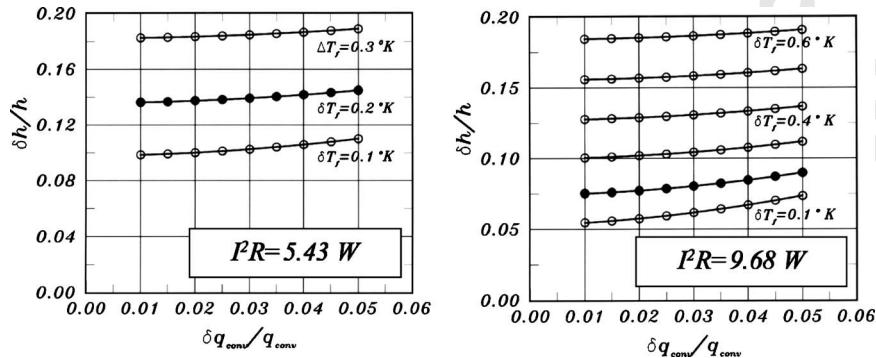 0.20
0.16
0.12
0.08
0.04
0.00
δh/h
ΔT_f=0.3°K
δT_f=0.2°K
δT_f=0.1°K
I²R=5.43 W
0.00 0.01 0.02 0.03 0.04 0.05 0.06
δq_conv/q_conv
0.20
0.15
0.10
0.05
0.00
δh/h
δT_f=0.6°K
δT_f=0.4°K
δT_f=0.1°K
I²R=9.68 W
0.00 0.01 0.02 0.03 0.04 0.05 0.06
δq_conv/q_conv